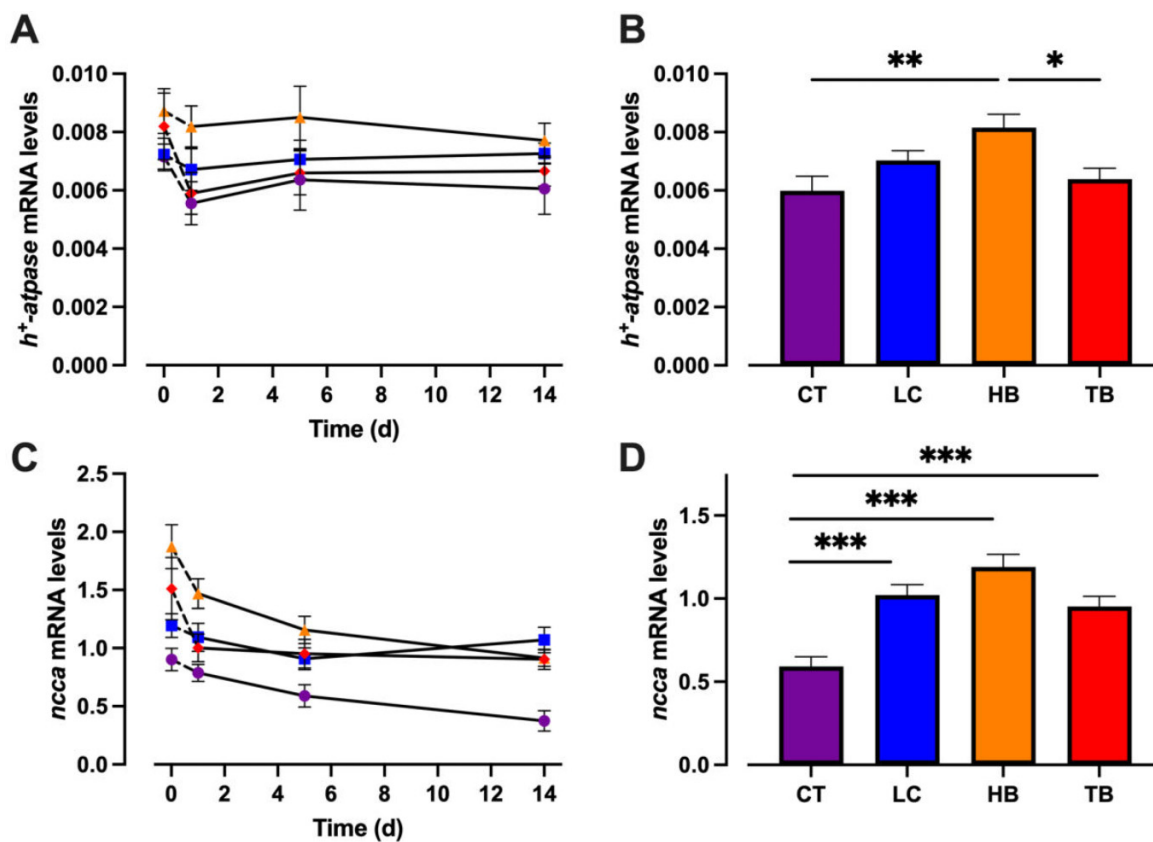 A
h⁺-atpase mRNA levels
0.010
0.008
0.006
0.004
0.002
0.000
0 2 4 6 8 10 12 14
Time (d)
B
h⁺-atpase mRNA levels
0.010
0.008
0.006
0.004
0.002
0.000
** *
CT LC HB TB
C
ncca mRNA levels
2.5
2.0
1.5
1.0
0.5
0.0
0 2 4 6 8 10 12 14
Time (d)
D
ncca mRNA levels
1.5
1.0
0.5
0.0
***
***
***
CT LC HB TB